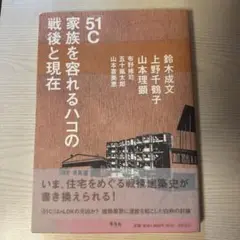 51C
家族を容れるハコの
戦後と現在
鈴木成文
上野千鶴子
山本理顕
布野修司
五十嵐太郎
山本喜美恵
いま、住宅をめぐる戦後建築史が
書き換えられる!
平凡社